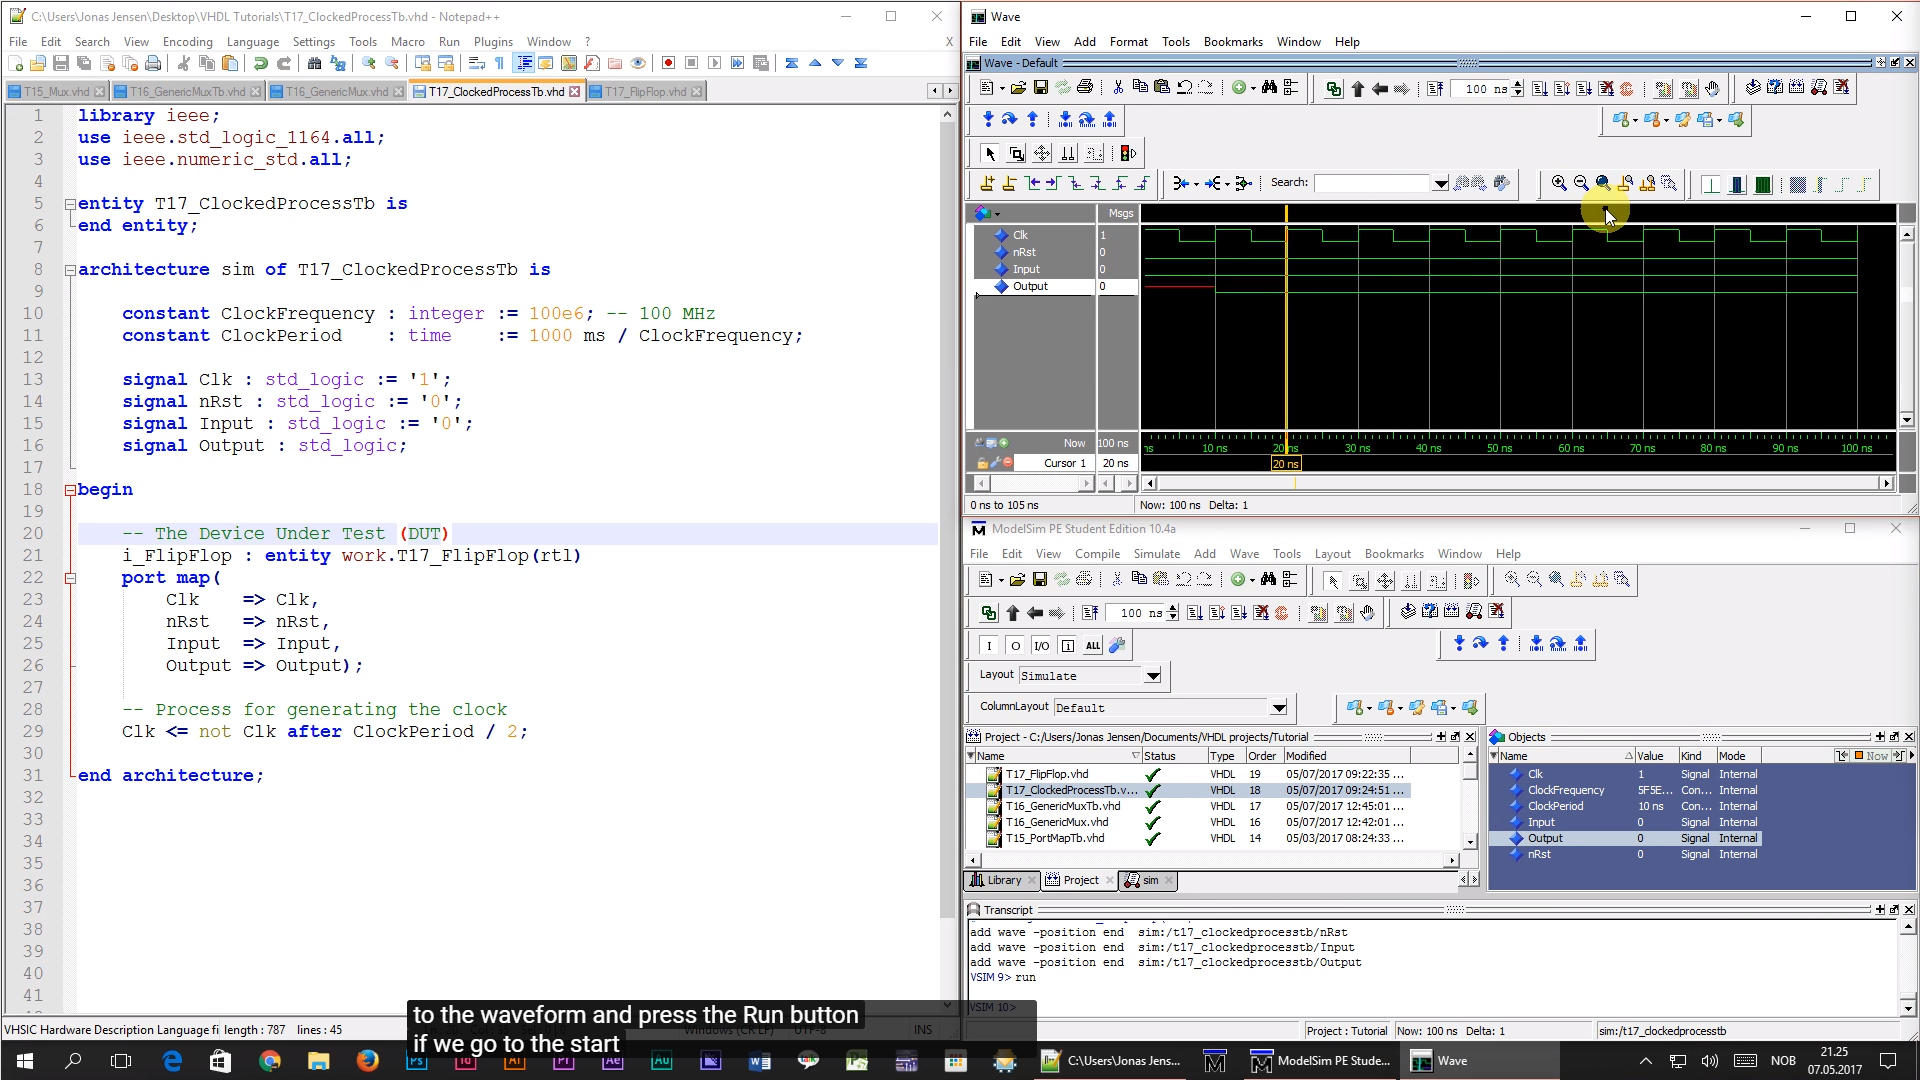 C:\Users\Jonas Jensen\Desktop\VHDL Tutorials\T17_ClockedProcessTb.vhd - Notepad++
File Edit Search View Encoding Language Settings Tools Macro Run Plugins Window ? X
T15_Mux.vhd T16_GenericMuxTb.vhd T16_GenericMux.vhd T17_ClockedProcessTb.vhd T17_FlipFlop.vhd
1 library ieee;
2 use ieee.std_logic_1164.all;
3 use ieee.numeric_std.all;
4
5 entity T17_ClockedProcessTb is
6 end entity;
7
8 architecture sim of T17_ClockedProcessTb is
9
10 constant ClockFrequency : integer := 100e6; -- 100 MHz
11 constant ClockPeriod : time := 1000 ms / ClockFrequency;
12
13 signal Clk : std_logic := '1';
14 signal nRst : std_logic := '0';
15 signal Input : std_logic := '0';
16 signal Output : std_logic;
17
18 begin
19
20 -- The Device Under Test (DUT)
21 i_FlipFlop : entity work.T17_FlipFlop(rtl)
22 port map(
23 Clk => Clk,
24 nRst => nRst,
25 Input => Input,
26 Output => Output);
27
28 -- Process for generating the clock
29 Clk <= not Clk after ClockPeriod / 2;
30
31 end architecture;
32
33
34
35
36
37
38
39
40
41
VHSIC Hardware Description Language fi length : 787 lines : 45 Windows (CR LF) UTF-8 INS
Wave
File Edit View Add Format Tools Bookmarks Window Help
Wave - Default
100 ns
Search:
Msgs
Clk 1
nRst 0
Input 0
Output 0
Now 100 ns
ns 10 ns 20 ns 30 ns 40 ns 50 ns 60 ns 70 ns 80 ns 90 ns 100 ns
Cursor 1 20 ns 20 ns
0 ns to 105 ns Now: 100 ns Delta: 1
ModelSim PE Student Edition 10.4a
File Edit View Compile Simulate Add Wave Tools Layout Bookmarks Window Help
100 ns
I O I/O ALL
Layout Simulate
ColumnLayout Default
Project - C:/Users/Jonas Jensen/Documents/VHDL projects/Tutorial
Name Status Type Order Modified
T17_FlipFlop.vhd VHDL 19 05/07/2017 09:22:35 ...
T17_ClockedProcessTb.v... VHDL 18 05/07/2017 09:24:51 ...
T16_GenericMuxTb.vhd VHDL 17 05/07/2017 12:45:01 ...
T16_GenericMux.vhd VHDL 16 05/07/2017 12:42:01 ...
T15_PortMapTb.vhd VHDL 14 05/03/2017 08:24:33 ...
Library Project sim
Objects
Name Value Kind Mode Now
Clk 1 Signal Internal
ClockFrequency 5F5E... Con... Internal
ClockPeriod 10 ns Con... Internal
Input 0 Signal Internal
Output 0 Signal Internal
nRst 0 Signal Internal
Transcript
add wave -position end sim:/t17_clockedprocesstb/nRst
add wave -position end sim:/t17_clockedprocesstb/Input
add wave -position end sim:/t17_clockedprocesstb/Output
VSIM 9> run
VSIM 10>
Project : Tutorial Now: 100 ns Delta: 1 sim:/t17_clockedprocesstb
to the waveform and press the Run button
if we go to the start
Ps Id Ai Pr Ae Au
C:\Users\Jonas Jens... ModelSim PE Stude... Wave
NOB
21.25
07.05.2017